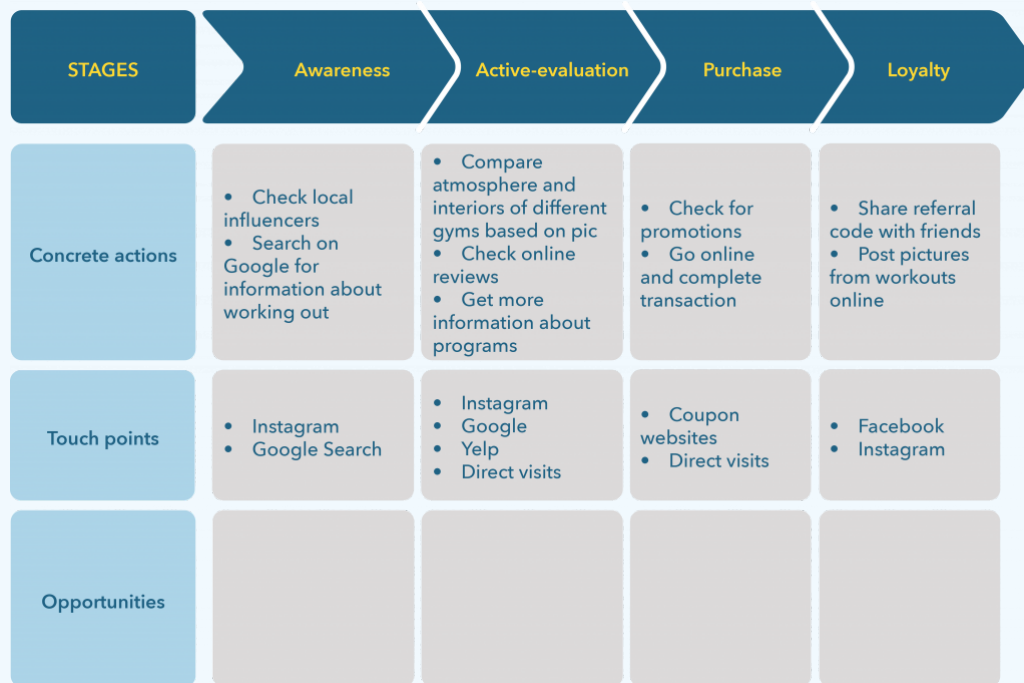 STAGES
Awareness
Active-evaluation
Purchase
Loyalty
Concrete actions
• Check local
influencers
• Search on
Google for
information about
working out
• Compare
atmosphere and
interiors of different
gyms based on pic
• Check online
reviews
• Get more
information about
programs
• Check for
promotions
• Go online
and complete
transaction
• Share referral
code with friends
• Post pictures
from workouts
online
Touch points
• Instagram
• Google Search
• Instagram
• Google
• Yelp
• Direct visits
• Coupon
websites
• Direct visits
• Facebook
• Instagram
Opportunities